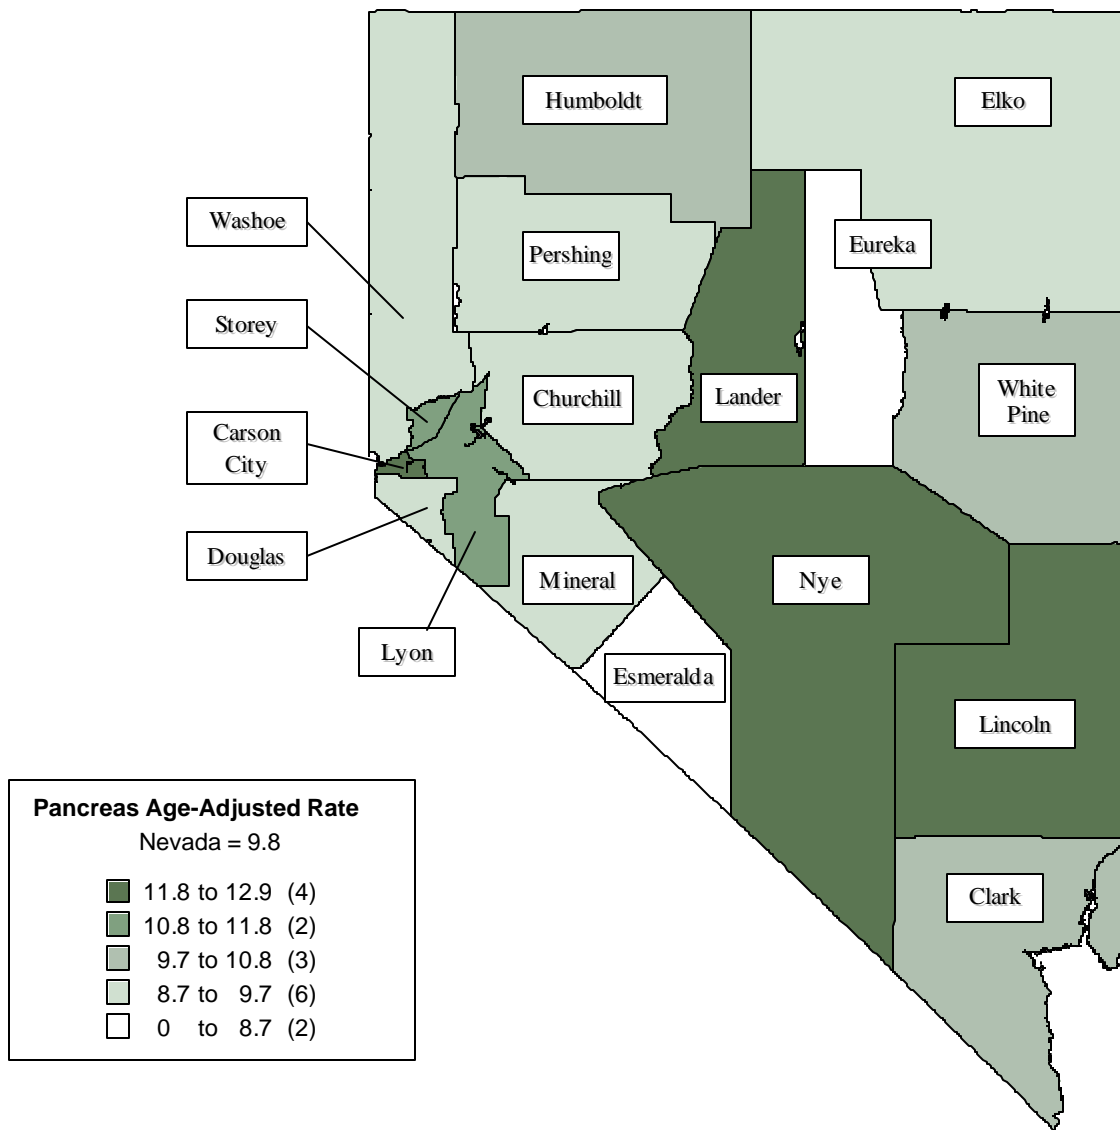 Humboldt
Elko
Washoe
Pershing
Eureka
Storey
Churchill
Lander
White
Pine
Carson
City
Douglas
Mineral
Nye
Lyon
Esmeralda
Lincoln
Clark
Pancreas Age-Adjusted Rate
Nevada = 9.8
11.8 to 12.9 (4)
10.8 to 11.8 (2)
9.7 to 10.8 (3)
8.7 to 9.7 (6)
0 to 8.7 (2)